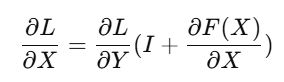 ∂L/∂X = ∂L/∂Y (I + ∂F(X)/∂X)